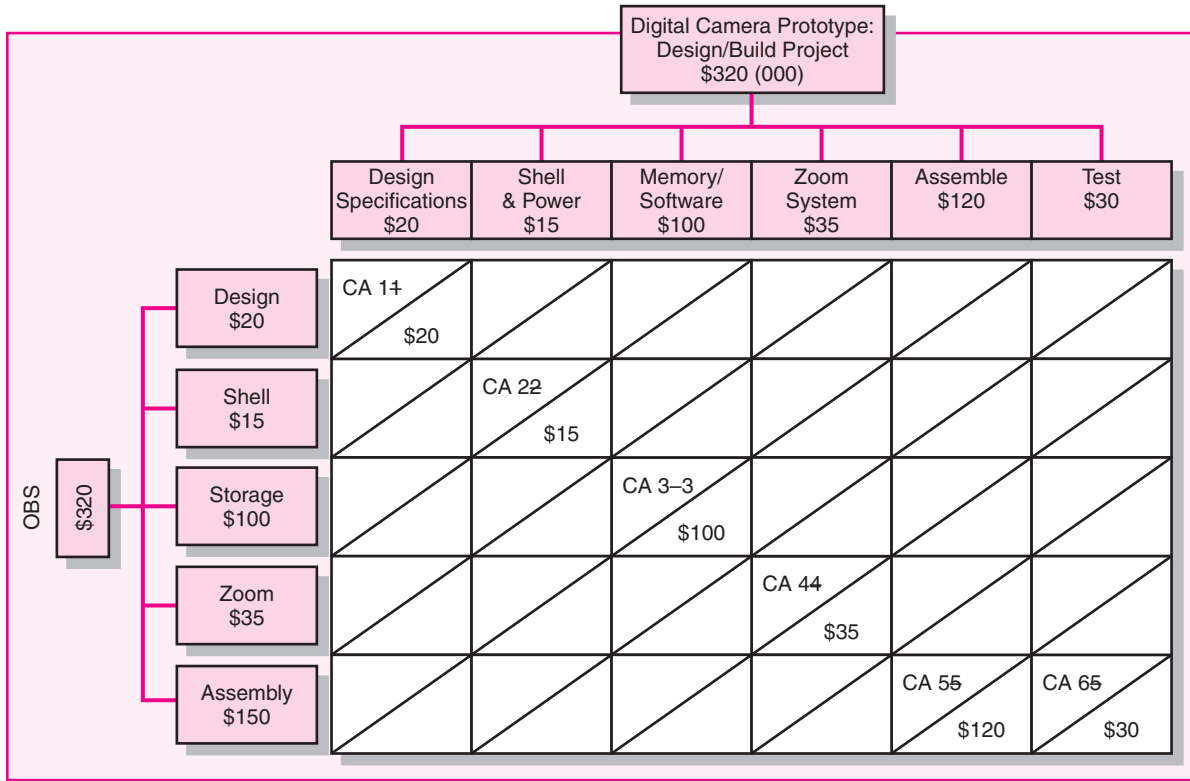 Digital Camera Prototype:
Design/Build Project
$320 (000)
Design
Specifications
$20
Shell
& Power
$15
Memory/
Software
$100
Zoom
System
$35
Assemble
$120
Test
$30
OBS
$320
Design
$20
CA 1–1
$20
Shell
$15
CA 2–2
$15
Storage
$100
CA 3–3
$100
Zoom
$35
CA 4–4
$35
Assembly
$150
CA 5–5
$120
CA 6–5
$30